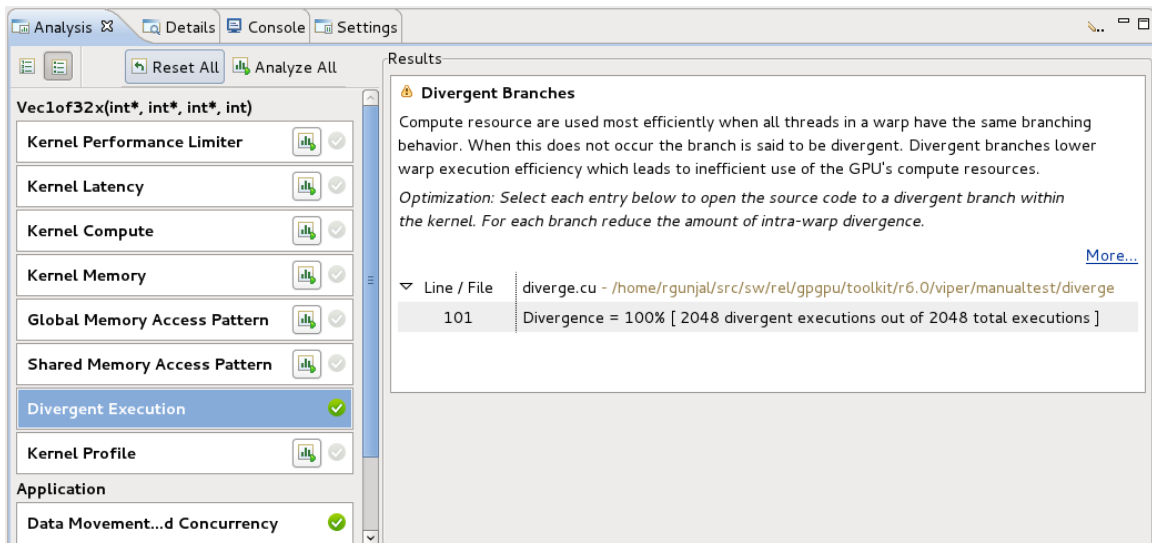 Analysis
Details
Console
Settings
Reset All
Analyze All
Vec1of32x(int*, int*, int*, int)
Kernel Performance Limiter
Kernel Latency
Kernel Compute
Kernel Memory
Global Memory Access Pattern
Shared Memory Access Pattern
Divergent Execution
Kernel Profile
Application
Data Movement...d Concurrency
Results
Divergent Branches
Compute resource are used most efficiently when all threads in a warp have the same branching
behavior. When this does not occur the branch is said to be divergent. Divergent branches lower
warp execution efficiency which leads to inefficient use of the GPU's compute resources.
Optimization: Select each entry below to open the source code to a divergent branch within
the kernel. For each branch reduce the amount of intra-warp divergence.
More...
Line / File diverge.cu - /home/rgunjal/src/sw/rel/gpgpu/toolkit/r6.0/viper/manualtest/diverge
101 Divergence = 100% [ 2048 divergent executions out of 2048 total executions ]